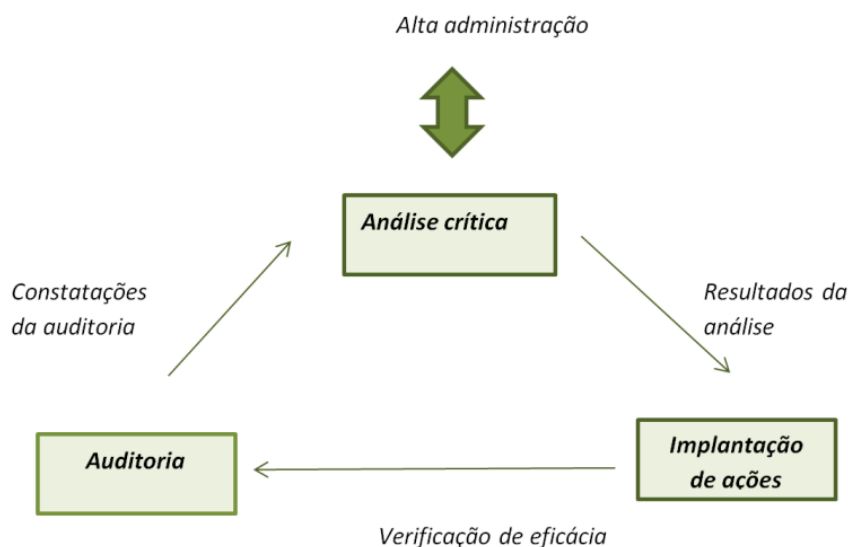 Alta administração
Análise crítica
Constatações
da auditoria
Resultados da
análise
Auditoria
Implantação
de ações
Verificação de eficácia